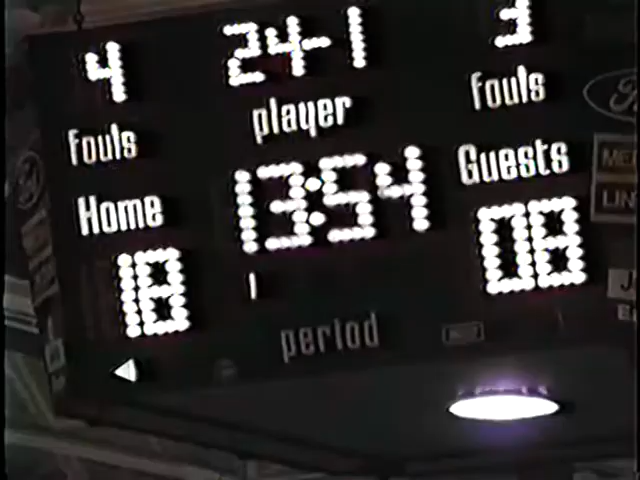 4 24-1 3
fouls player fouls
Home 13:54 Guests
18 1 08
period